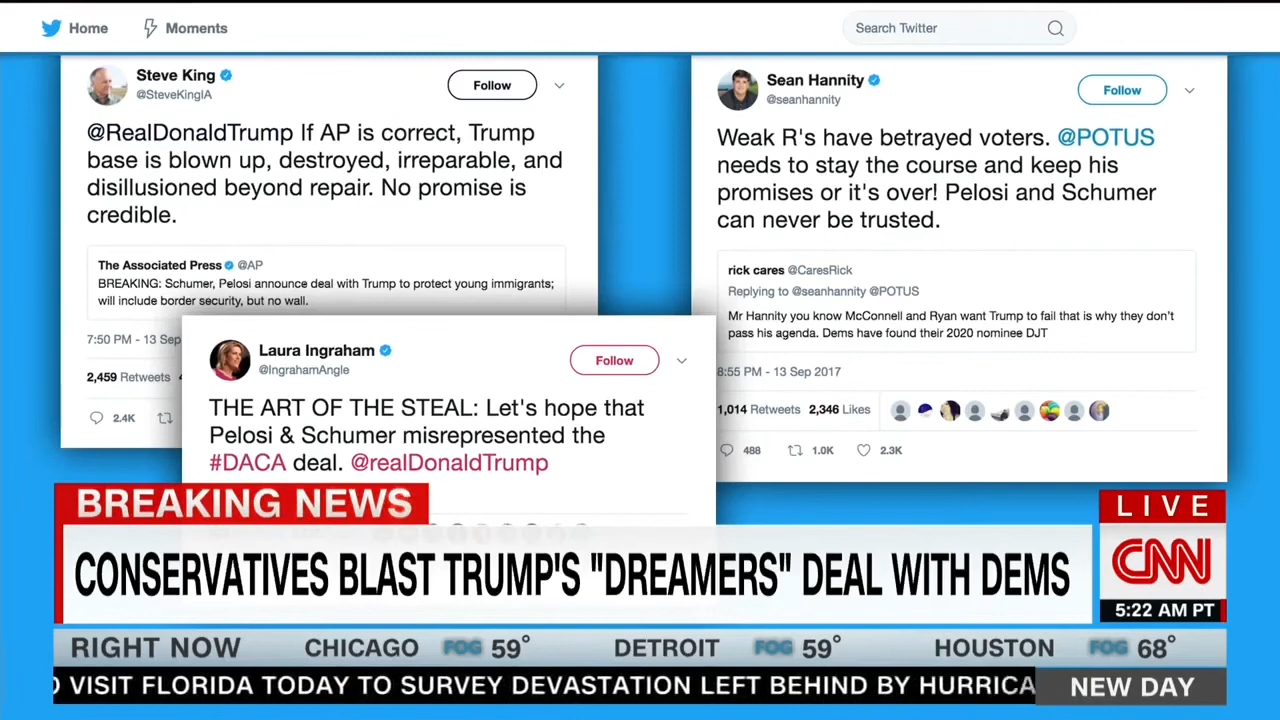 Home
Moments
Search Twitter
Steve King
@SteveKingIA
Follow
@RealDonaldTrump If AP is correct, Trump
base is blown up, destroyed, irreparable, and
disillusioned beyond repair. No promise is
credible.
The Associated Press @AP
BREAKING: Schumer, Pelosi announce deal with Trump to protect young immigrants;
will include border security, but no wall.
7:50 PM - 13 Sep
2,459 Retweets
2.4K
Sean Hannity
@seanhannity
Follow
Weak R's have betrayed voters. @POTUS
needs to stay the course and keep his
promises or it's over! Pelosi and Schumer
can never be trusted.
rick cares @CaresRick
Replying to @seanhannity @POTUS
Mr Hannity you know McConnell and Ryan want Trump to fail that is why they don't
pass his agenda. Dems have found their 2020 nominee DJT
8:55 PM - 13 Sep 2017
1,014 Retweets 2,346 Likes
488 1.0K 2.3K
Laura Ingraham
@IngrahamAngle
Follow
THE ART OF THE STEAL: Let's hope that
Pelosi & Schumer misrepresented the
#DACA deal. @realDonaldTrump
BREAKING NEWS
CONSERVATIVES BLAST TRUMP'S "DREAMERS" DEAL WITH DEMS
LIVE
CNN
5:22 AM PT
RIGHT NOW CHICAGO FOG 59° DETROIT FOG 59° HOUSTON FOG 68°
VISIT FLORIDA TODAY TO SURVEY DEVASTATION LEFT BEHIND BY HURRICA
NEW DAY